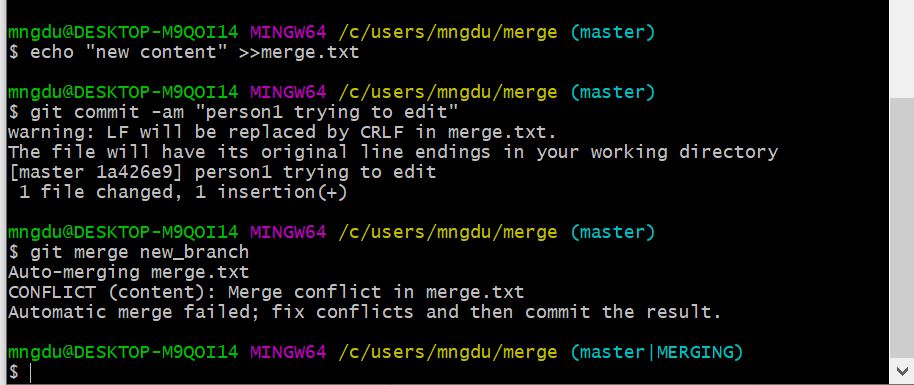 mngdu@DESKTOP-M9QOI14 MINGW64 /c/users/mngdu/merge (master)
$ echo "new content" >>merge.txt
mngdu@DESKTOP-M9QOI14 MINGW64 /c/users/mngdu/merge (master)
$ git commit -am "person1 trying to edit"
warning: LF will be replaced by CRLF in merge.txt.
The file will have its original line endings in your working directory
[master 1a426e9] person1 trying to edit
 1 file changed, 1 insertion(+)
mngdu@DESKTOP-M9QOI14 MINGW64 /c/users/mngdu/merge (master)
$ git merge new_branch
Auto-merging merge.txt
CONFLICT (content): Merge conflict in merge.txt
Automatic merge failed; fix conflicts and then commit the result.
mngdu@DESKTOP-M9QOI14 MINGW64 /c/users/mngdu/merge (master|MERGING)
$